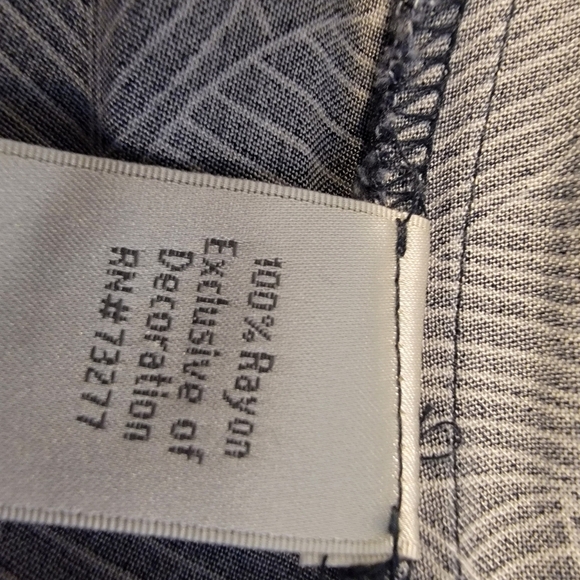 100% Rayon
Exclusive of
Decoration
RN#73277